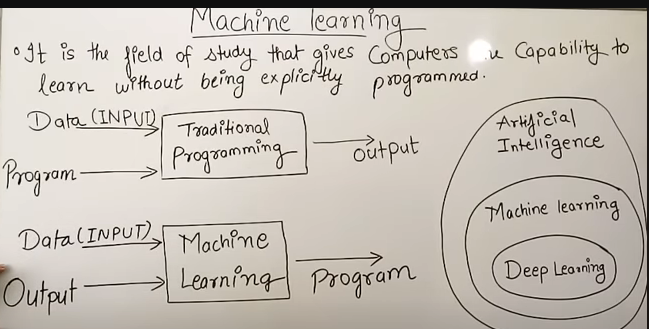 Machine learning
It is the field of study that gives Computers Capability to
learn without being explicitly programmed.
Data (INPUT)
Program
Traditional
Programming
output
Data (INPUT)
Output
Machine
Learning
Program
Artificial
Intelligence
Machine learning
Deep Learning